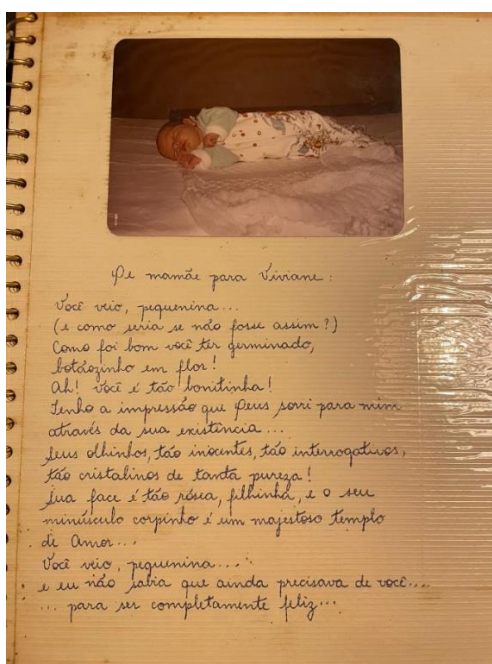 De mamãe para Viviane:
Você veio, pequenina...
(e como seria se não fosse assim?)
Como foi bom você ter germinado,
botãozinho em flor!
Ah! você é tão bonitinha!
Tenho a impressão que Deus sorri para mim
através da sua existência...
Seus olhinhos, tão inocentes, tão interrogativos,
tão cristalinos de tanta pureza!
Sua face é tão rósea, filhinha, e o seu
minúsculo corpinho é um majestoso templo
de Amor...
Você veio, pequenina...
e eu não sabia que ainda precisava de você...
... para ser completamente feliz...